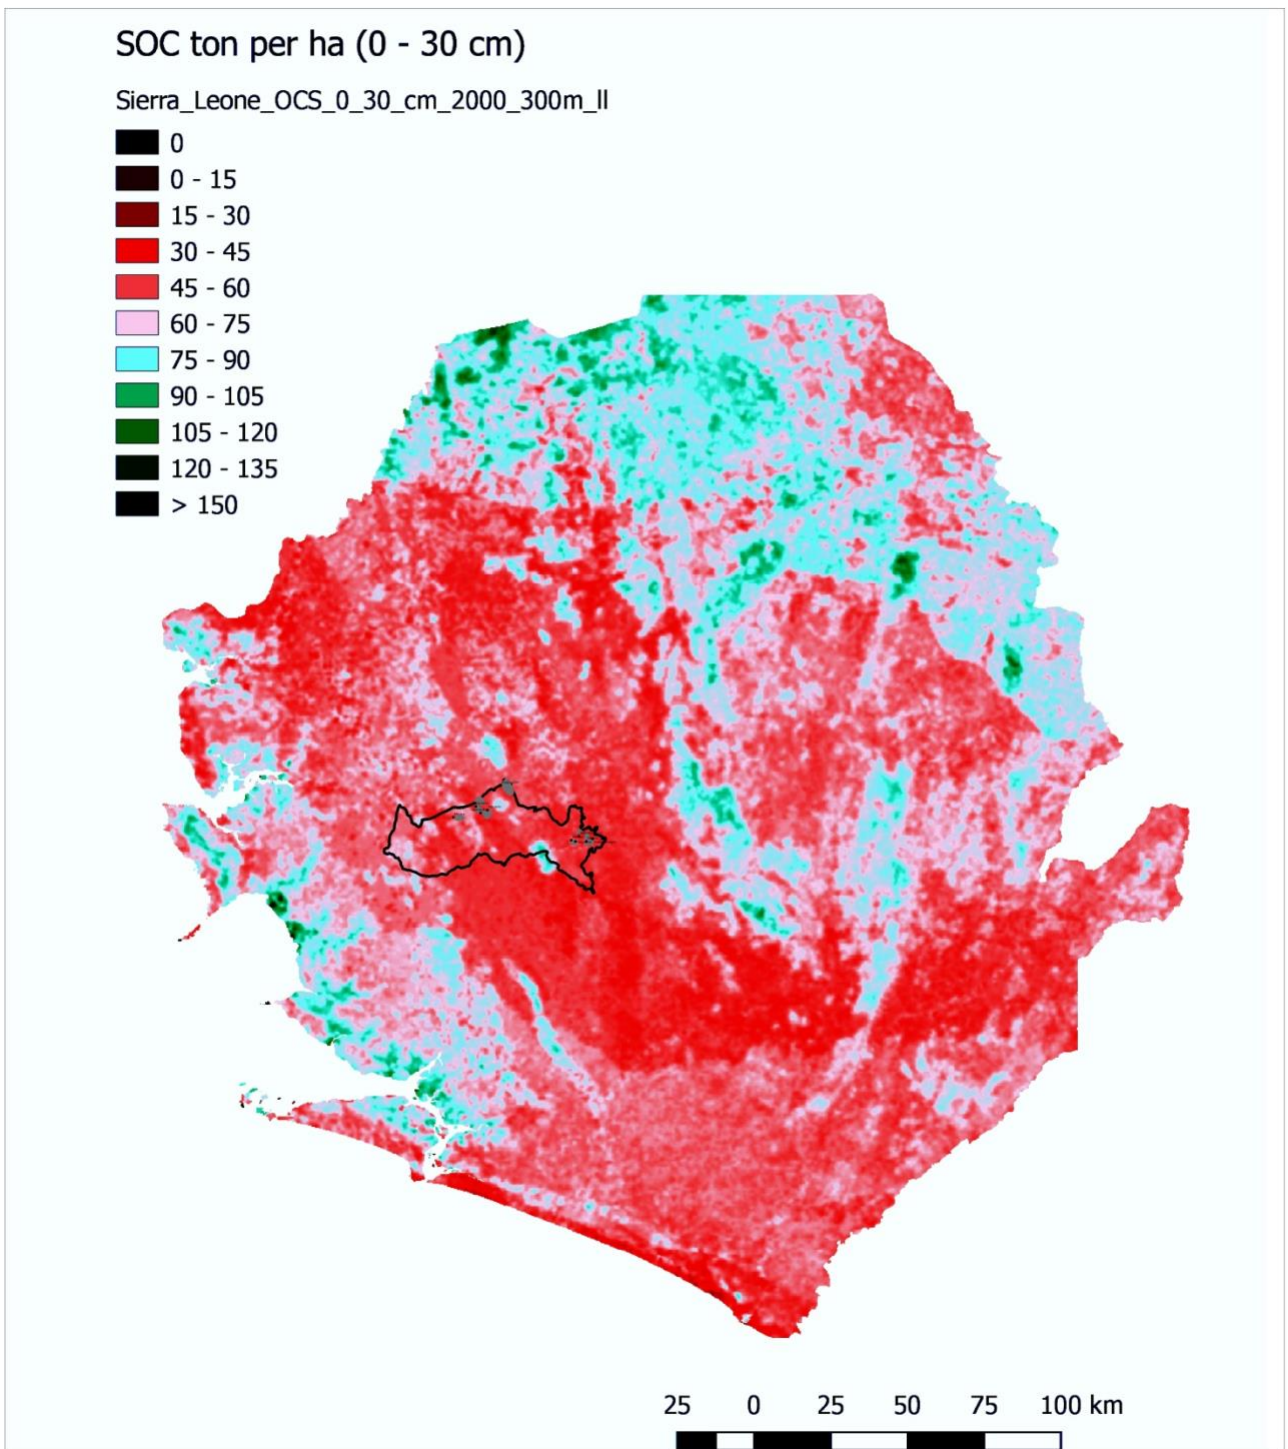 SOC ton per ha (0 - 30 cm)
Sierra_Leone_OCS_0_30_cm_2000_300m_ll
0
0 - 15
15 - 30
30 - 45
45 - 60
60 - 75
75 - 90
90 - 105
105 - 120
120 - 135
> 150
25 0 25 50 75 100 km